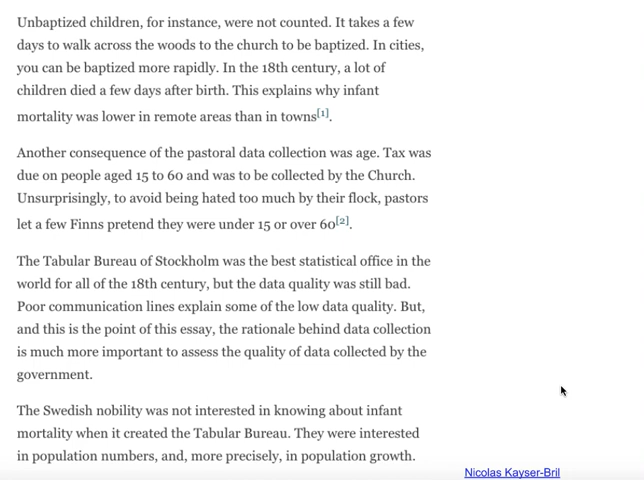 Unbaptized children, for instance, were not counted. It takes a few
days to walk across the woods to the church to be baptized. In cities,
you can be baptized more rapidly. In the 18th century, a lot of
children died a few days after birth. This explains why infant
mortality was lower in remote areas than in towns[1].
Another consequence of the pastoral data collection was age. Tax was
due on people aged 15 to 60 and was to be collected by the Church.
Unsurprisingly, to avoid being hated too much by their flock, pastors
let a few Finns pretend they were under 15 or over 60[2].
The Tabular Bureau of Stockholm was the best statistical office in the
world for all of the 18th century, but the data quality was still bad.
Poor communication lines explain some of the low data quality. But,
and this is the point of this essay, the rationale behind data collection
is much more important to assess the quality of data collected by the
government.
The Swedish nobility was not interested in knowing about infant
mortality when it created the Tabular Bureau. They were interested
in population numbers, and, more precisely, in population growth.
Nicolas Kayser-Bril